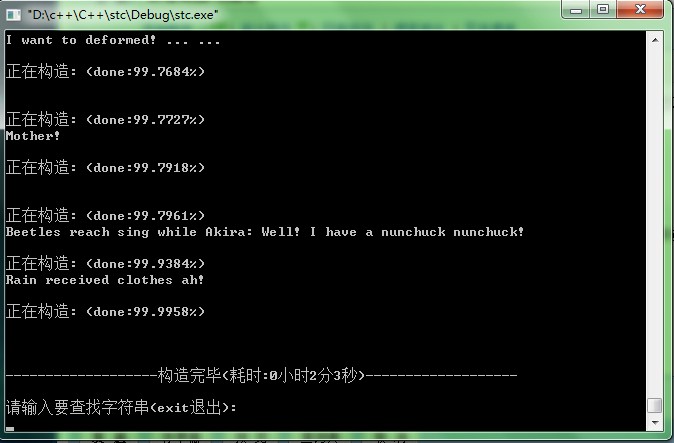 "D:\c++\C++\stc\Debug\stc.exe"
I want to deformed! ... ...
正在构造: (done:99.7684%)
正在构造: (done:99.7727%)
Mother!
正在构造: (done:99.7918%)
正在构造: (done:99.7961%)
Beetles reach sing while Akira: Well! I have a nunchuck nunchuck!
正在构造: (done:99.9384%)
Rain received clothes ah!
正在构造: (done:99.9958%)
-------------------构造完毕(耗时:0小时2分3秒)-------------------
请输入要查找字符串(exit退出):